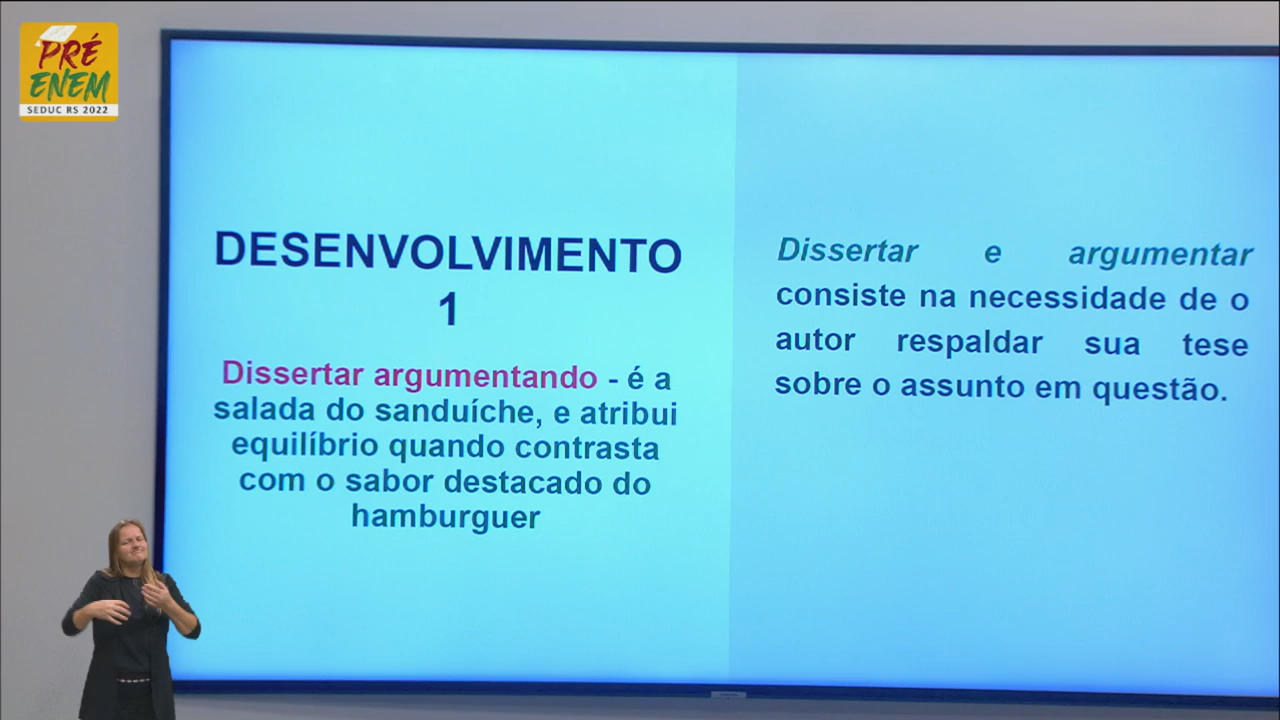 PRÉ
ENEM
SEDUC RS 2022
DESENVOLVIMENTO
1
Dissertar argumentando - é a
salada do sanduíche, e atribui
equilíbrio quando contrasta
com o sabor destacado do
hamburguer
Dissertar e argumentar
consiste na necessidade de o
autor respaldar sua tese
sobre o assunto em questão.